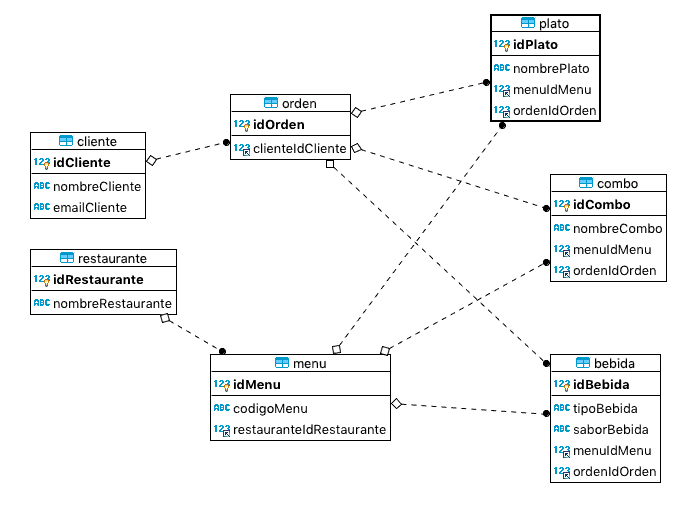 plato
123 idPlato
ABC nombrePlato
123 menuIdMenu
123 ordenIdOrden
orden
123 idOrden
123 clienteIdCliente
cliente
123 idCliente
ABC nombreCliente
ABC emailCliente
combo
123 idCombo
ABC nombreCombo
123 menuIdMenu
123 ordenIdOrden
restaurante
123 idRestaurante
ABC nombreRestaurante
menu
123 idMenu
ABC codigoMenu
123 restauranteIdRestaurante
bebida
123 idBebida
ABC tipoBebida
ABC saborBebida
123 menuIdMenu
123 ordenIdOrden